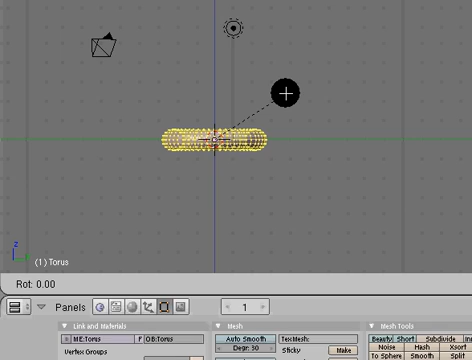 z
(1) Torus
Rot: 0.00
Panels 1
Link and Materials Mesh Mesh Tools
ME:Torus F OB:Torus Auto Smooth TexMesh: Beauty Short Subdivide
Vertex Groups Degr: 30 Sticky Make Noise Hash Xsort
To Sphere Smooth